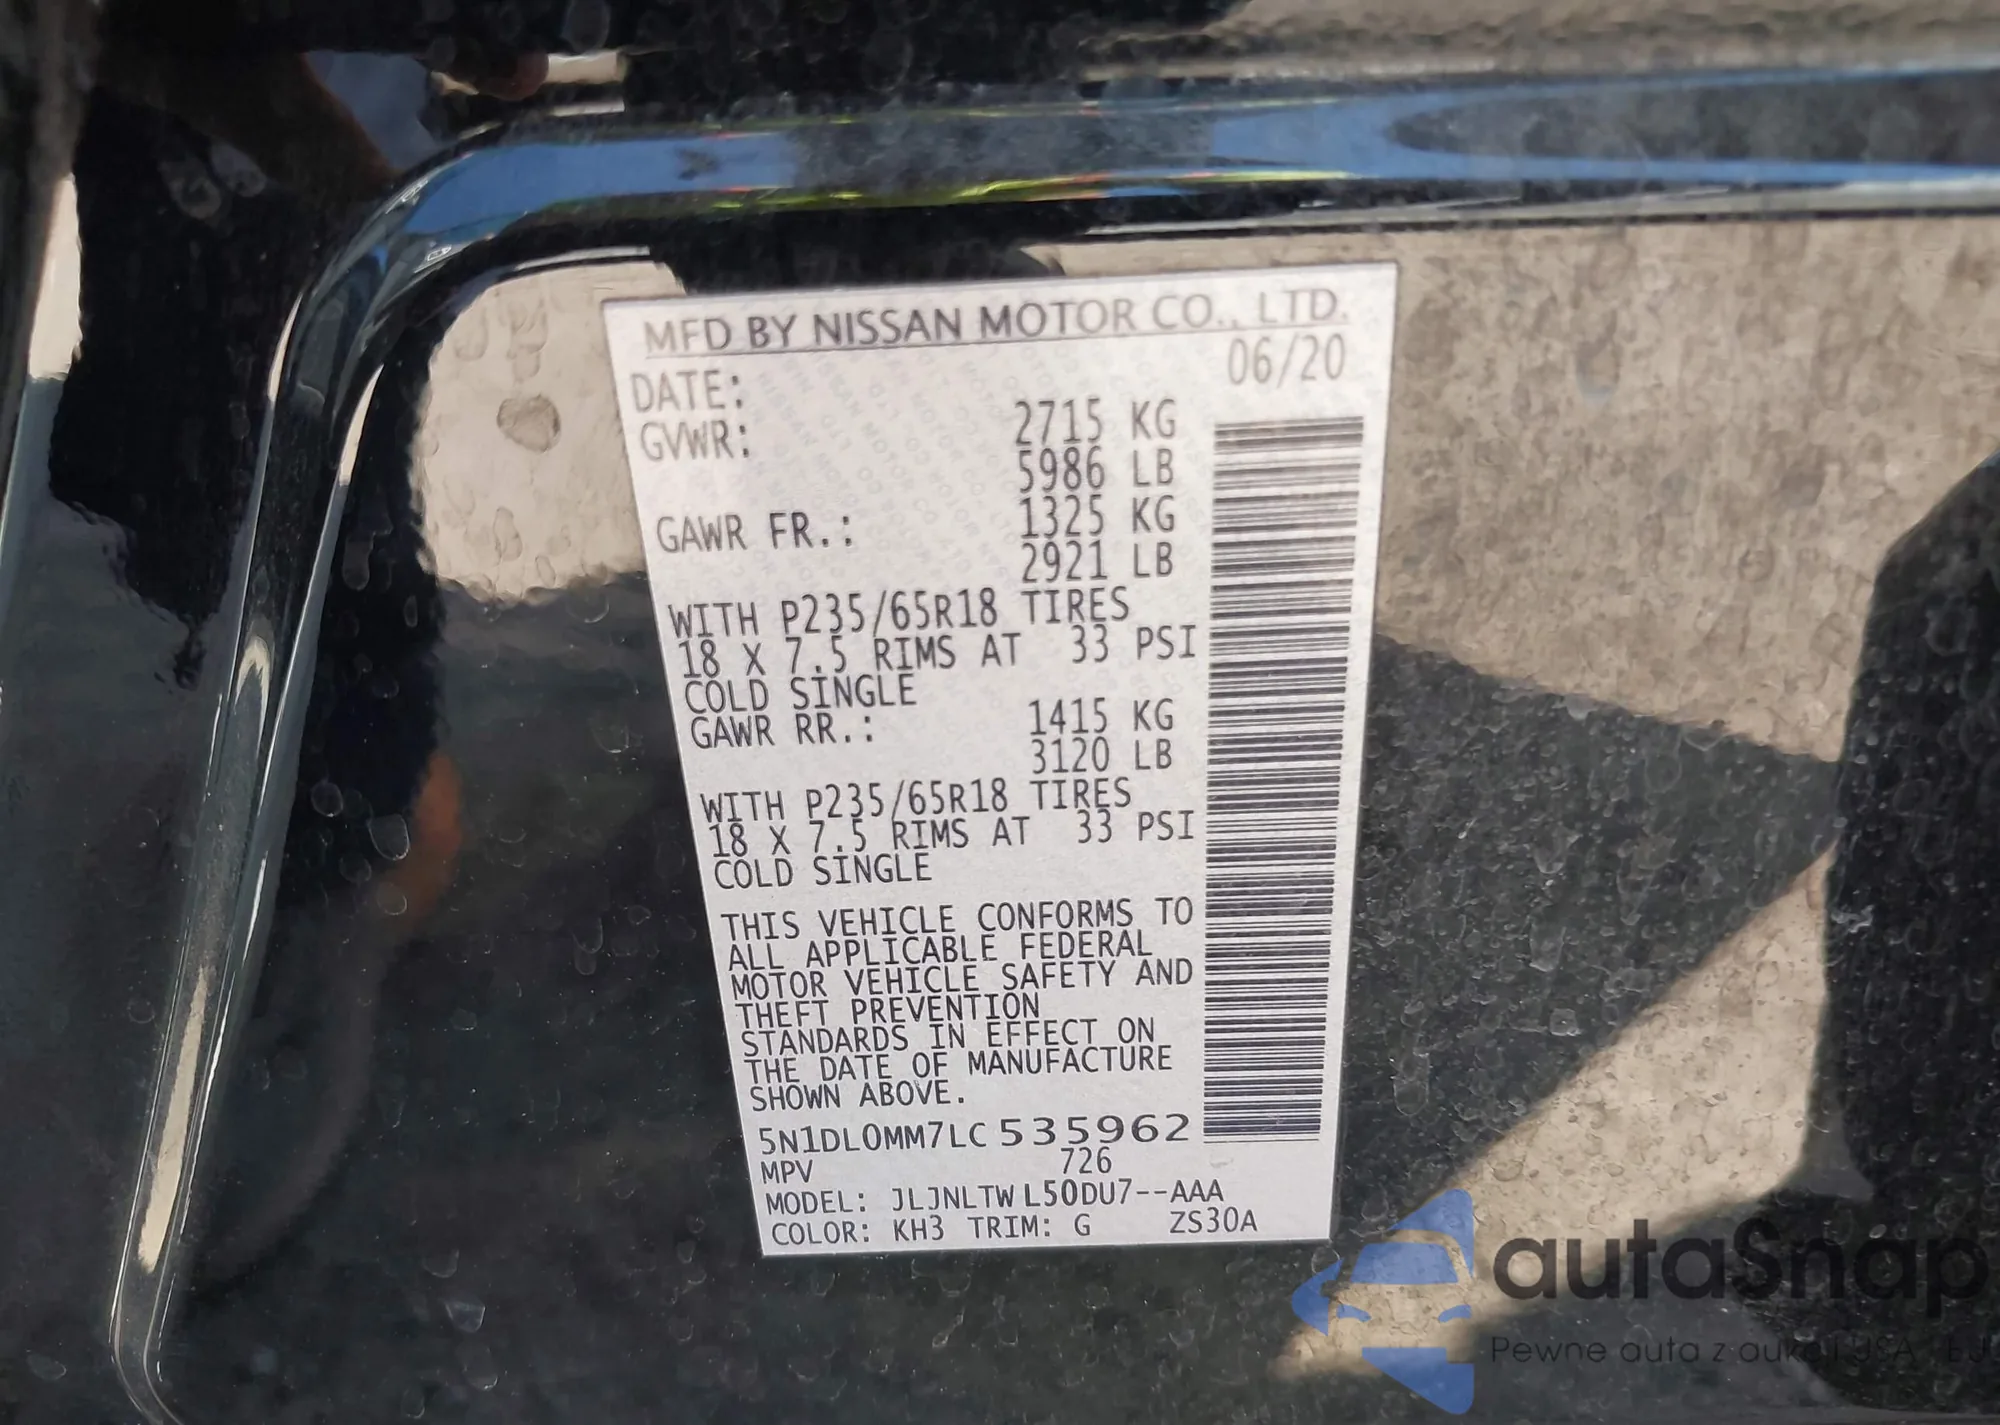 MFD BY NISSAN MOTOR CO., LTD.
DATE: 06/20
GVWR: 2715 KG
5986 LB
GAWR FR.: 1325 KG
2921 LB
WITH P235/65R18 TIRES
18 X 7.5 RIMS AT 33 PSI
COLD SINGLE
GAWR RR.: 1415 KG
3120 LB
WITH P235/65R18 TIRES
18 X 7.5 RIMS AT 33 PSI
COLD SINGLE
THIS VEHICLE CONFORMS TO
ALL APPLICABLE FEDERAL
MOTOR VEHICLE SAFETY AND
THEFT PREVENTION
STANDARDS IN EFFECT ON
THE DATE OF MANUFACTURE
SHOWN ABOVE.
5N1DL0MM7LC535962
MPV 726
MODEL: JLJNLTWL50DU7--AAA
COLOR: KH3 TRIM: G ZS30A
autaSnap
Pewne auta z aukcji USA